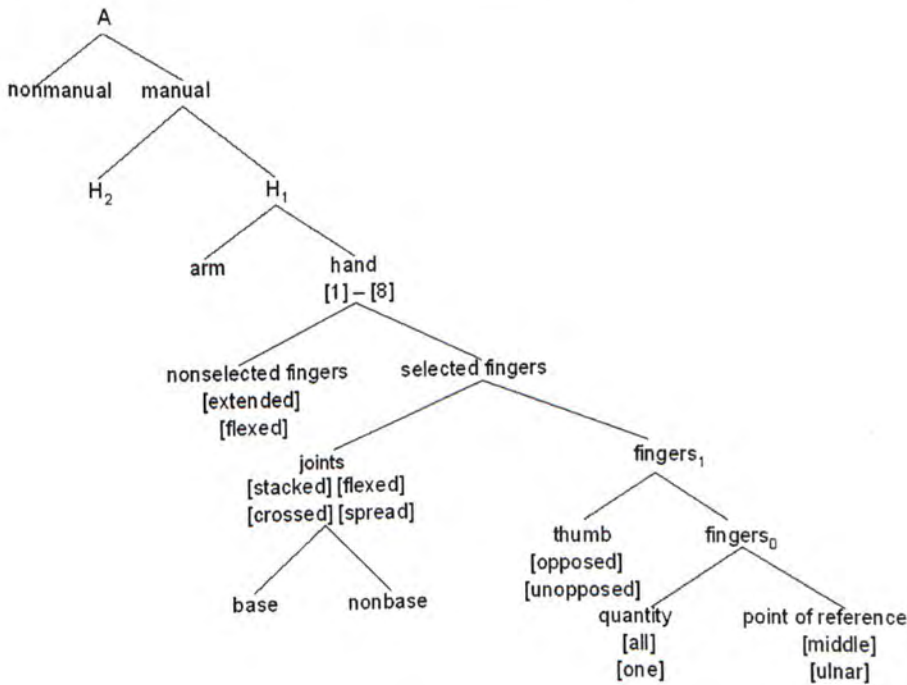 A
nonmanual manual
H₂ H₁
arm hand
[1] – [8]
nonselected fingers selected fingers
[extended]
[flexed]
joints fingers₁
[stacked] [flexed]
[crossed] [spread]
thumb fingers₀
[opposed]
[unopposed]
base nonbase
quantity point of reference
[all] [middle]
[one] [ulnar]